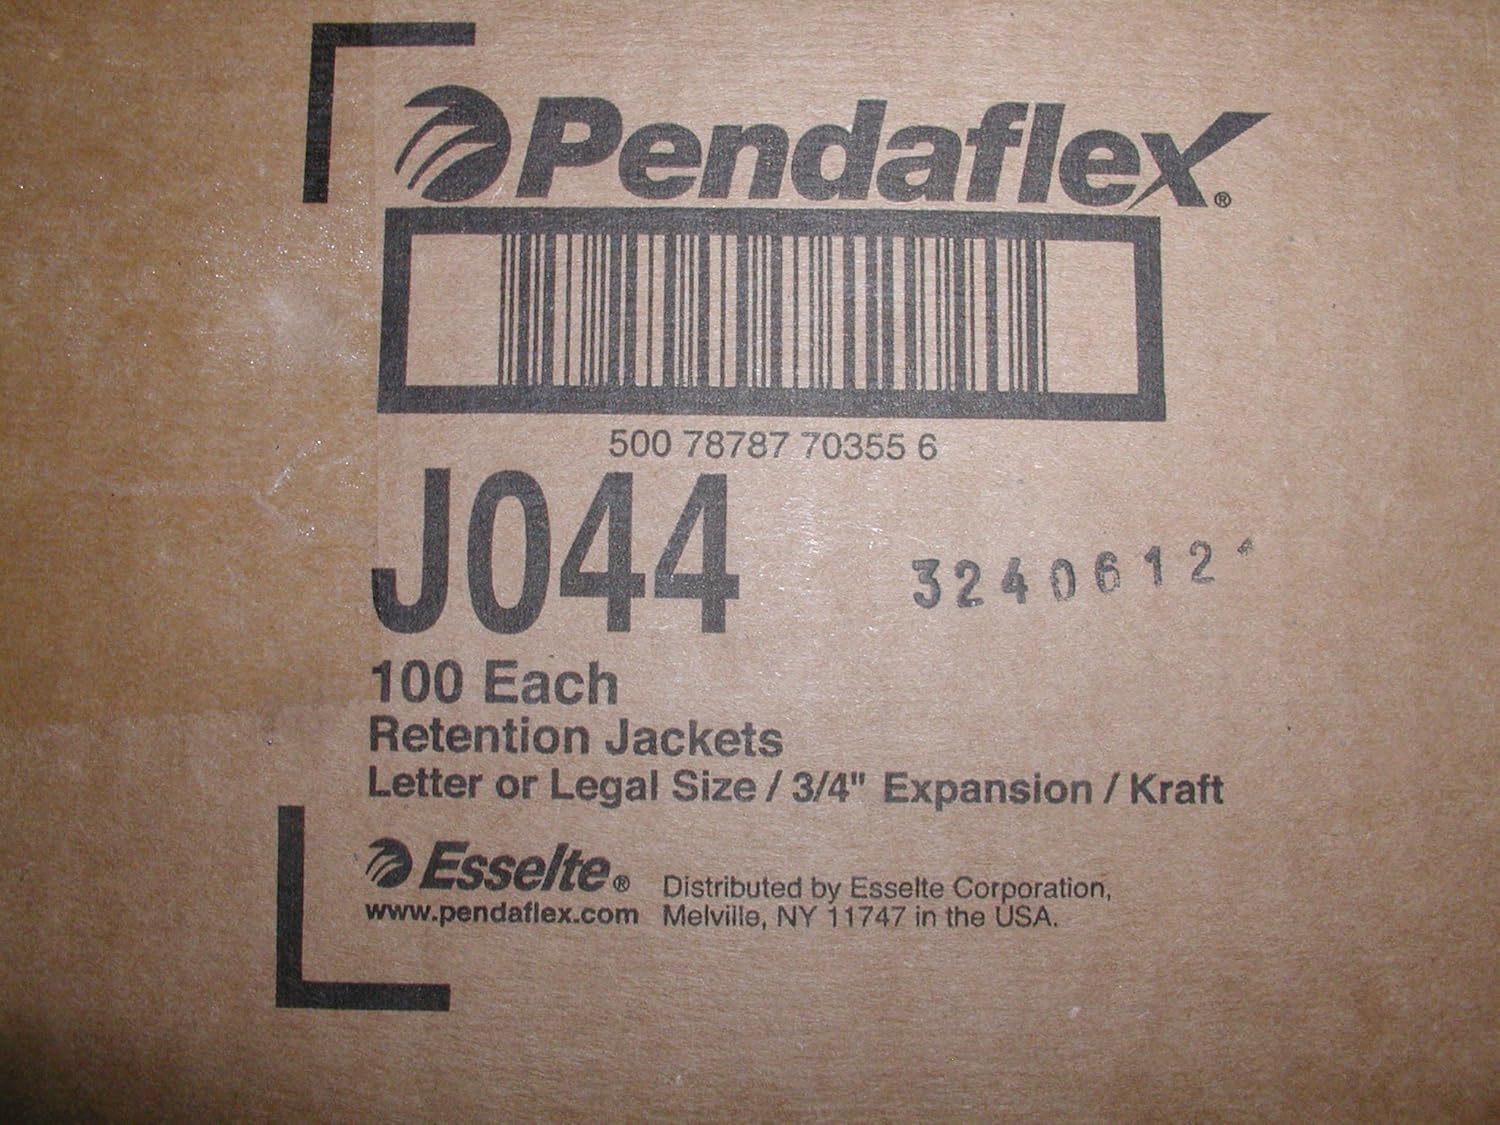 Pendaflex®
500 78787 70355 6
J044
3240612
100 Each
Retention Jackets
Letter or Legal Size / 3/4" Expansion / Kraft
Esselte®
www.pendaflex.com
Distributed by Esselte Corporation,
Melville, NY 11747 in the USA.